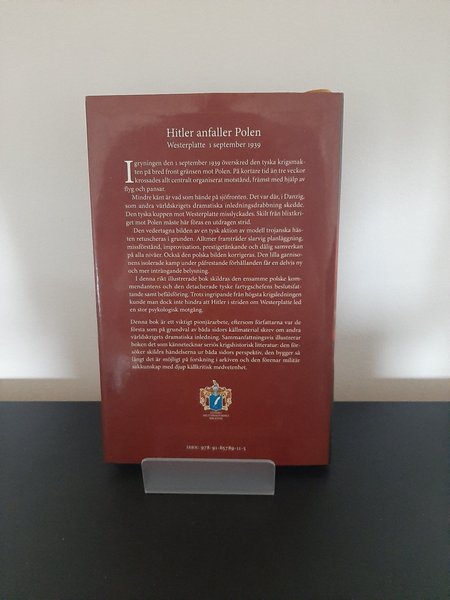 Hitler anfaller Polen
Westerplatte 1 september 1939
I gryningen den 1 september 1939 överskred den tyska krigsmak-
ten på bred front gränsen mot Polen. På kortare tid än tre veckor
krossades allt centralt organiserat motstånd, främst med hjälp av
flyg och pansar.
Mindre känt är vad som hände på sjöfronten. Det var där, i Danzig,
som andra världskrigets dramatiska inledningsdrabbning skedde.
Den tyska kuppen mot Westerplatte misslyckades. Skilt från blixtkri-
get mot Polen måste här föras en utdragen strid.
Den vedertagna bilden av en tysk aktion av modell trojanska häs-
ten retuscheras i grunden. Alltmer framträder slarvig planläggning,
missförstånd, improvisation, prestigetänkande och dålig samverkan
på alla nivåer. Också den polska bilden korrigeras. Den lilla garniso-
nens isolerade kamp under påfrestande förhållanden får en delvis ny
och mer inträngande belysning.
I denna rikt illustrerade bok skildras den ensamme polske kom-
mendantens och den detacherade tyske fartygschefens beslutsfat-
tande samt befälsföring. Trots ingripande från högsta krigsledningen
kunde man dock inte hindra att Hitler i striden om Westerplatte led
en stor psykologisk motgång.
Denna bok är ett viktigt pionjärarbete, eftersom författarna var de
första som på grundval av båda sidors källmaterial skrev om andra
världskrigets dramatiska inledning. Sammanfattningsvis illustrerar
boken det som kännetecknar seriös krigshistorisk litteratur: den för-
söker skildra händelserna ur båda sidors perspektiv, den bygger så
långt det är möjligt på forskning i arkiven och den förenar militär
sakkunskap med djup källkritisk medvetenhet.
ISBN: 978-91-85789-11-5